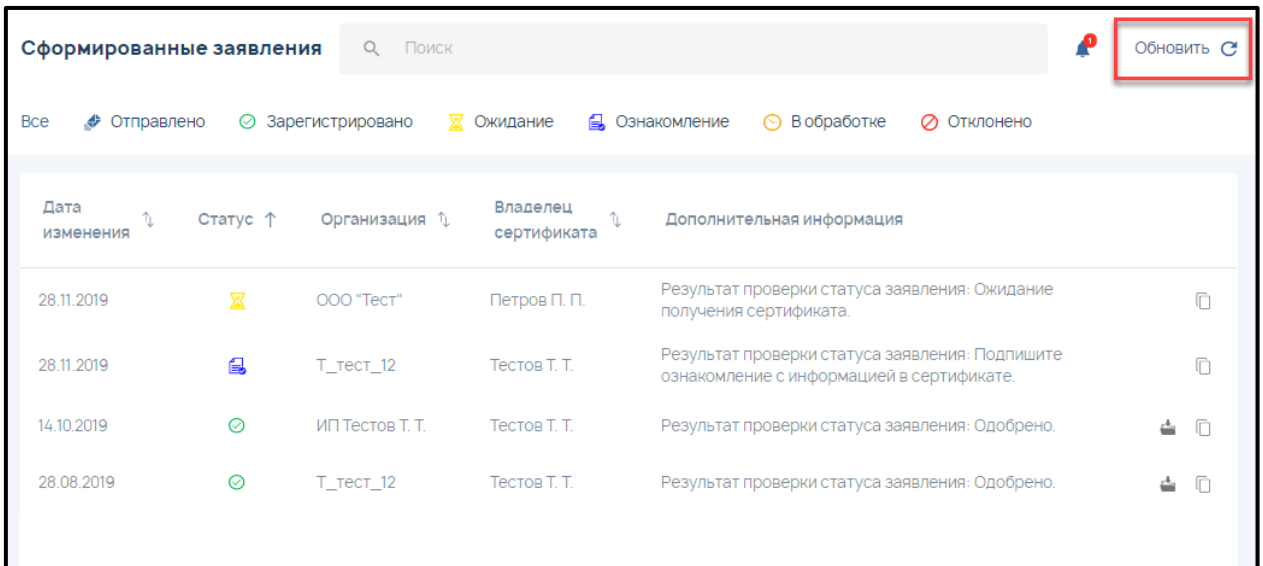 Сформированные заявления Поиск 1 Обновить
Все Отправлено Зарегистрировано Ожидание Ознакомление В обработке Отклонено
Дата изменения Статус Организация Владелец сертификата Дополнительная информация
28.11.2019 ООО "Тест" Петров П. П. Результат проверки статуса заявления: Ожидание
получения сертификата.
28.11.2019 Т_тест_12 Тестов Т. Т. Результат проверки статуса заявления: Подпишите
ознакомление с информацией в сертификате.
14.10.2019 ИП Тестов Т. Т. Тестов Т. Т. Результат проверки статуса заявления: Одобрено.
28.08.2019 Т_тест_12 Тестов Т. Т. Результат проверки статуса заявления: Одобрено.